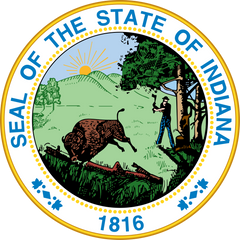 SEAL OF THE STATE OF INDIANA
1816